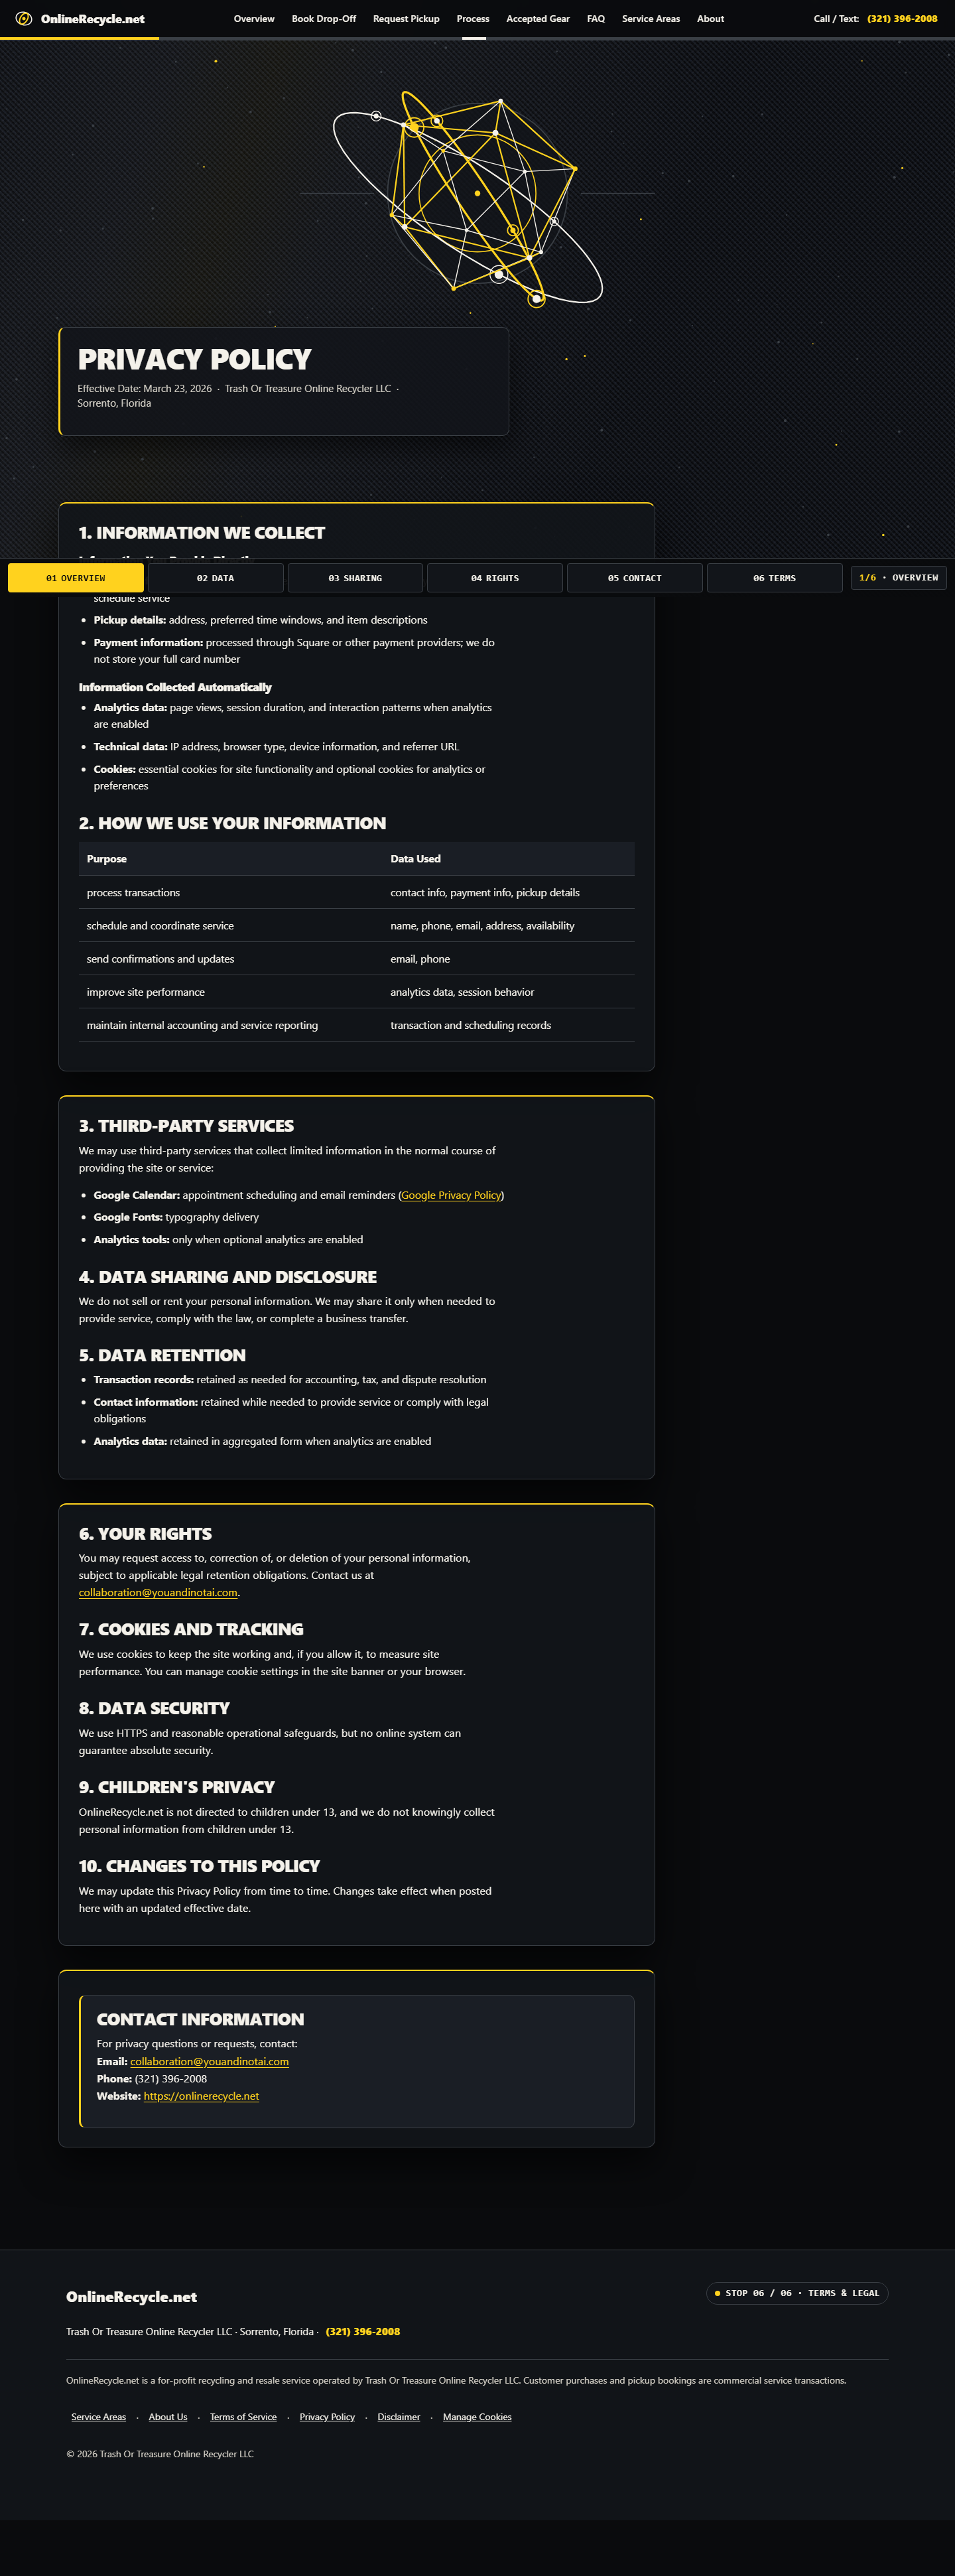 OnlineRecycle.net
Overview Book Drop-Off Request Pickup Process Accepted Gear FAQ Service Areas About
Call / Text: (321) 396-2008
PRIVACY POLICY
Effective Date: March 23, 2026 · Trash Or Treasure Online Recycler LLC ·
Sorrento, Florida
1. INFORMATION WE COLLECT
01 OVERVIEW 02 DATA 03 SHARING 04 RIGHTS 05 CONTACT 06 TERMS 1/6 · OVERVIEW
schedule service
• Pickup details: address, preferred time windows, and item descriptions
• Payment information: processed through Square or other payment providers; we do
not store your full card number
Information Collected Automatically
• Analytics data: page views, session duration, and interaction patterns when analytics
are enabled
• Technical data: IP address, browser type, device information, and referrer URL
• Cookies: essential cookies for site functionality and optional cookies for analytics or
preferences
2. HOW WE USE YOUR INFORMATION
Purpose Data Used
process transactions contact info, payment info, pickup details
schedule and coordinate service name, phone, email, address, availability
send confirmations and updates email, phone
improve site performance analytics data, session behavior
maintain internal accounting and service reporting transaction and scheduling records
3. THIRD-PARTY SERVICES
We may use third-party services that collect limited information in the normal course of
providing the site or service:
• Google Calendar: appointment scheduling and email reminders (Google Privacy Policy)
• Google Fonts: typography delivery
• Analytics tools: only when optional analytics are enabled
4. DATA SHARING AND DISCLOSURE
We do not sell or rent your personal information. We may share it only when needed to
provide service, comply with the law, or complete a business transfer.
5. DATA RETENTION
• Transaction records: retained as needed for accounting, tax, and dispute resolution
• Contact information: retained while needed to provide service or comply with legal
obligations
• Analytics data: retained in aggregated form when analytics are enabled
6. YOUR RIGHTS
You may request access to, correction of, or deletion of your personal information,
subject to applicable legal retention obligations. Contact us at
collaboration@youandinotai.com.
7. COOKIES AND TRACKING
We use cookies to keep the site working and, if you allow it, to measure site
performance. You can manage cookie settings in the site banner or your browser.
8. DATA SECURITY
We use HTTPS and reasonable operational safeguards, but no online system can
guarantee absolute security.
9. CHILDREN'S PRIVACY
OnlineRecycle.net is not directed to children under 13, and we do not knowingly collect
personal information from children under 13.
10. CHANGES TO THIS POLICY
We may update this Privacy Policy from time to time. Changes take effect when posted
here with an updated effective date.
CONTACT INFORMATION
For privacy questions or requests, contact:
Email: collaboration@youandinotai.com
Phone: (321) 396-2008
Website: https://onlinerecycle.net
OnlineRecycle.net
STOP 06 / 06 · TERMS & LEGAL
Trash Or Treasure Online Recycler LLC · Sorrento, Florida · (321) 396-2008
OnlineRecycle.net is a for-profit recycling and resale service operated by Trash Or Treasure Online Recycler LLC. Customer purchases and pickup bookings are commercial service transactions.
Service Areas · About Us · Terms of Service · Privacy Policy · Disclaimer · Manage Cookies
© 2026 Trash Or Treasure Online Recycler LLC